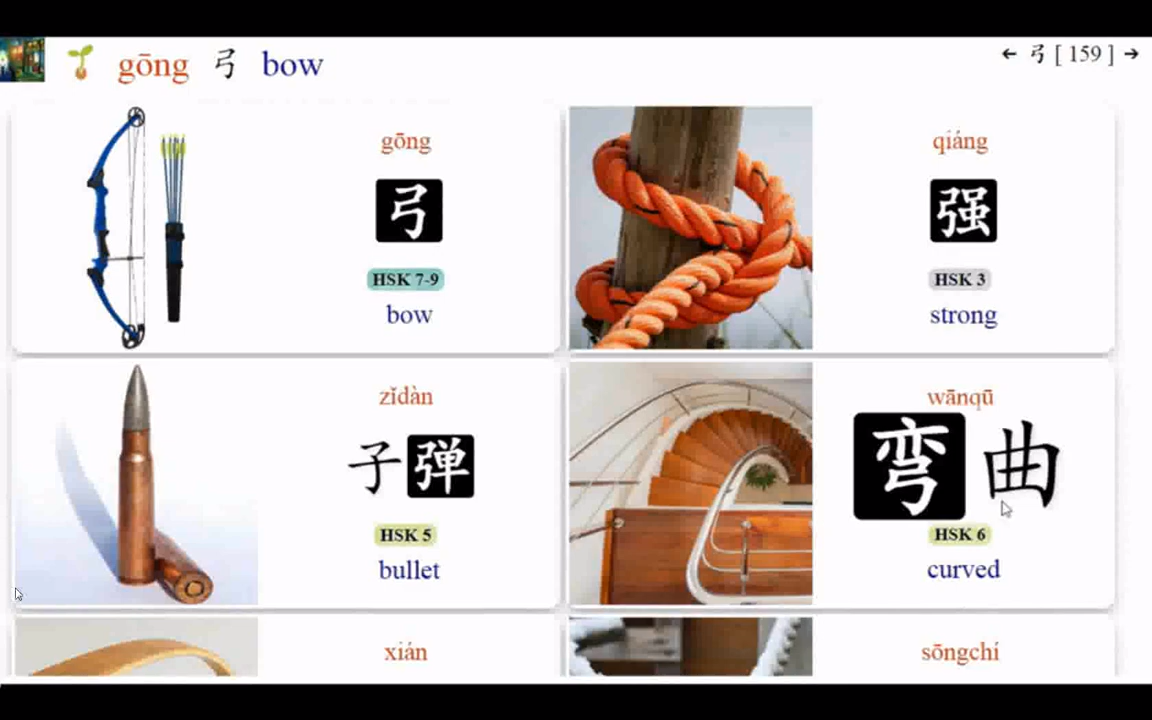 gōng 弓 bow
← 弓 [ 159 ] →
gōng
弓
HSK 7-9
bow
qiáng
强
HSK 3
strong
zǐdàn
子弹
HSK 5
bullet
wānqū
弯曲
HSK 6
curved
xián
sōngchí